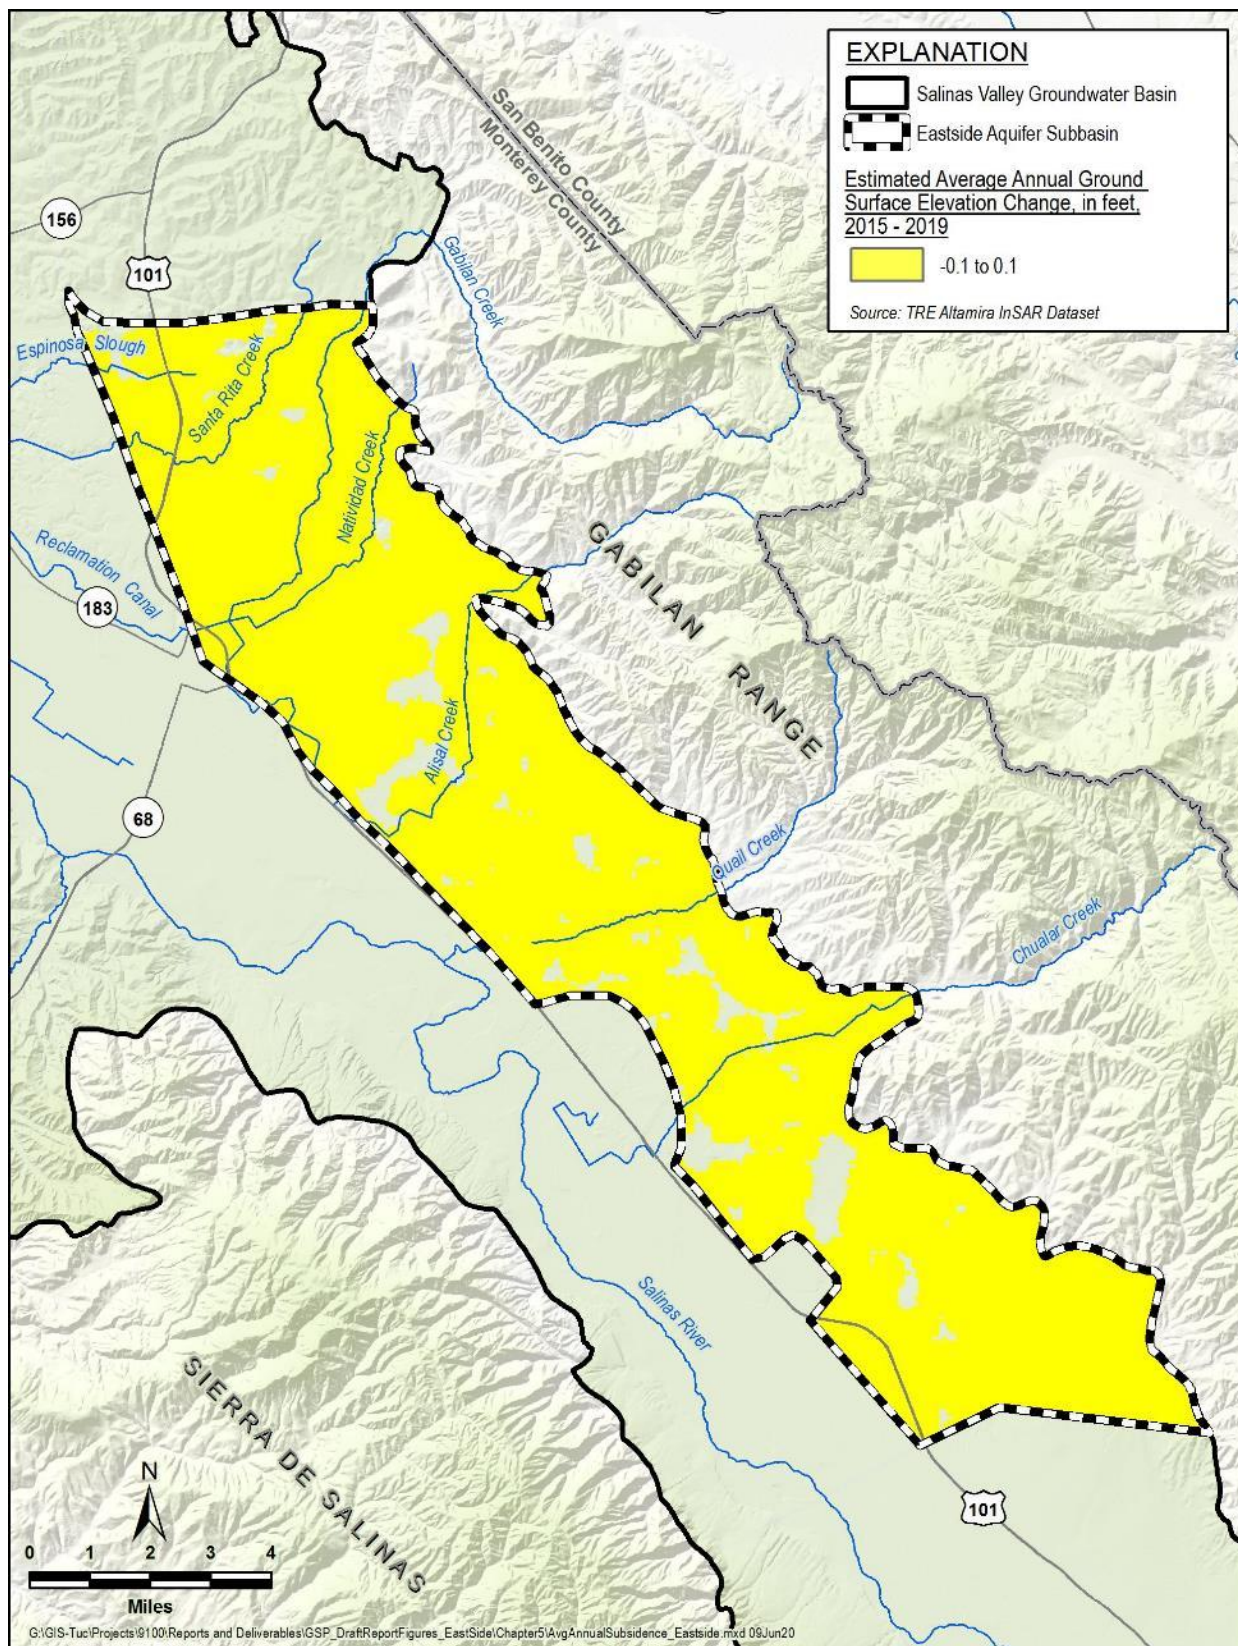 EXPLANATION
Salinas Valley Groundwater Basin
Eastside Aquifer Subbasin
Estimated Average Annual Ground
Surface Elevation Change, in feet,
2015 - 2019
-0.1 to 0.1
Source: TRE Altamira InSAR Dataset
San Benito County
Monterey County
156
101
Gabilan Creek
Espinosa Slough
Santa Rita Creek
Natividad Creek
Reclamation Canal
183
GABILAN RANGE
Alisal Creek
68
Quail Creek
Chualar Creek
Salinas River
SIERRA DE SALINAS
101
N
0 1 2 3 4
Miles
G:\GIS-Tuc\Projects\9100\Reports and Deliverables\GSP_DraftReportFigures_EastSide\Chapter5\AvgAnnualSubsidence_Eastside.mxd 09Jun20